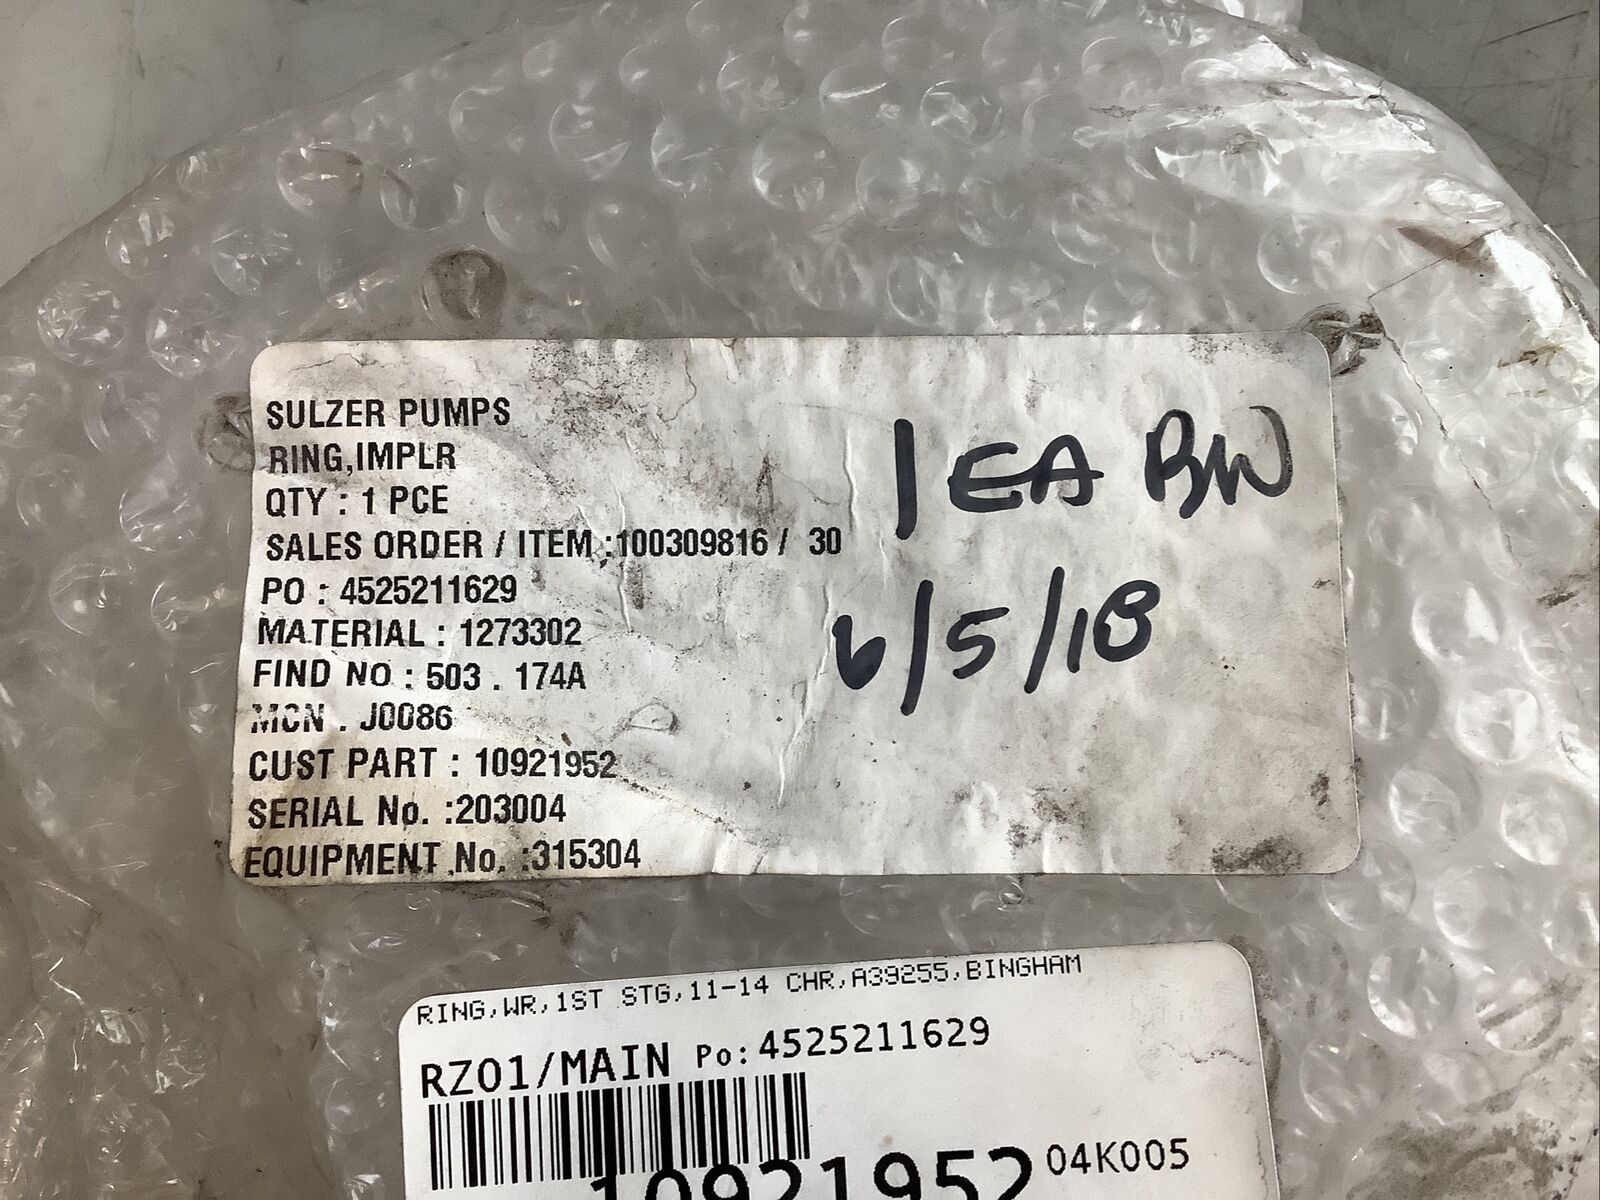 SULZER PUMPS
RING,IMPLR
QTY : 1 PCE
SALES ORDER / ITEM :100309816 / 30
PO : 4525211629
MATERIAL : 1273302
FIND NO : 503 . 174A
MCN . J0086
CUST PART : 10921952
SERIAL No. :203004
EQUIPMENT No. :315304
1 EA BW
6/5/18
RING,WR,1ST STG,11-14 CHR,A39255,BINGHAM
RZ01/MAIN Po: 4525211629
10921952 04K005